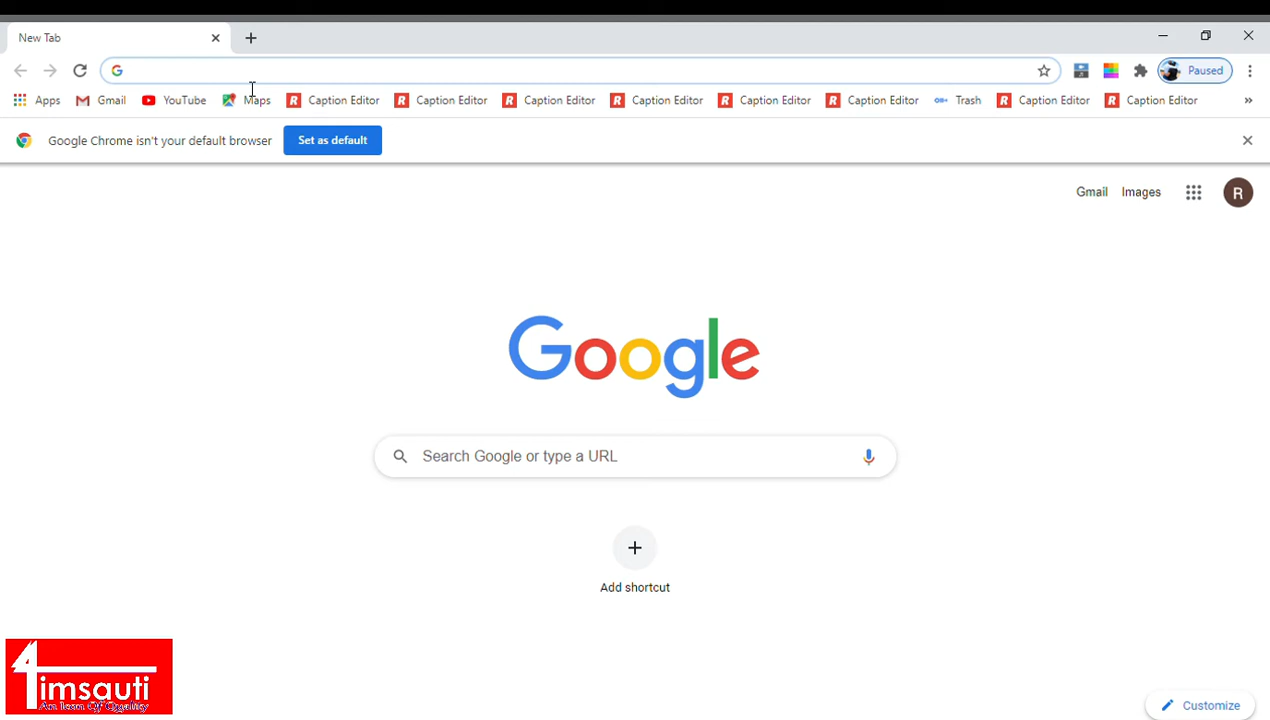 New Tab
Paused
Apps
Gmail
YouTube
Maps
Caption Editor
Caption Editor
Caption Editor
Caption Editor
Caption Editor
Caption Editor
Trash
Caption Editor
Caption Editor
Google Chrome isn't your default browser
Set as default
Gmail
Images
R
Google
Search Google or type a URL
Add shortcut
4imsauti
An Icon Of Quality
Customize